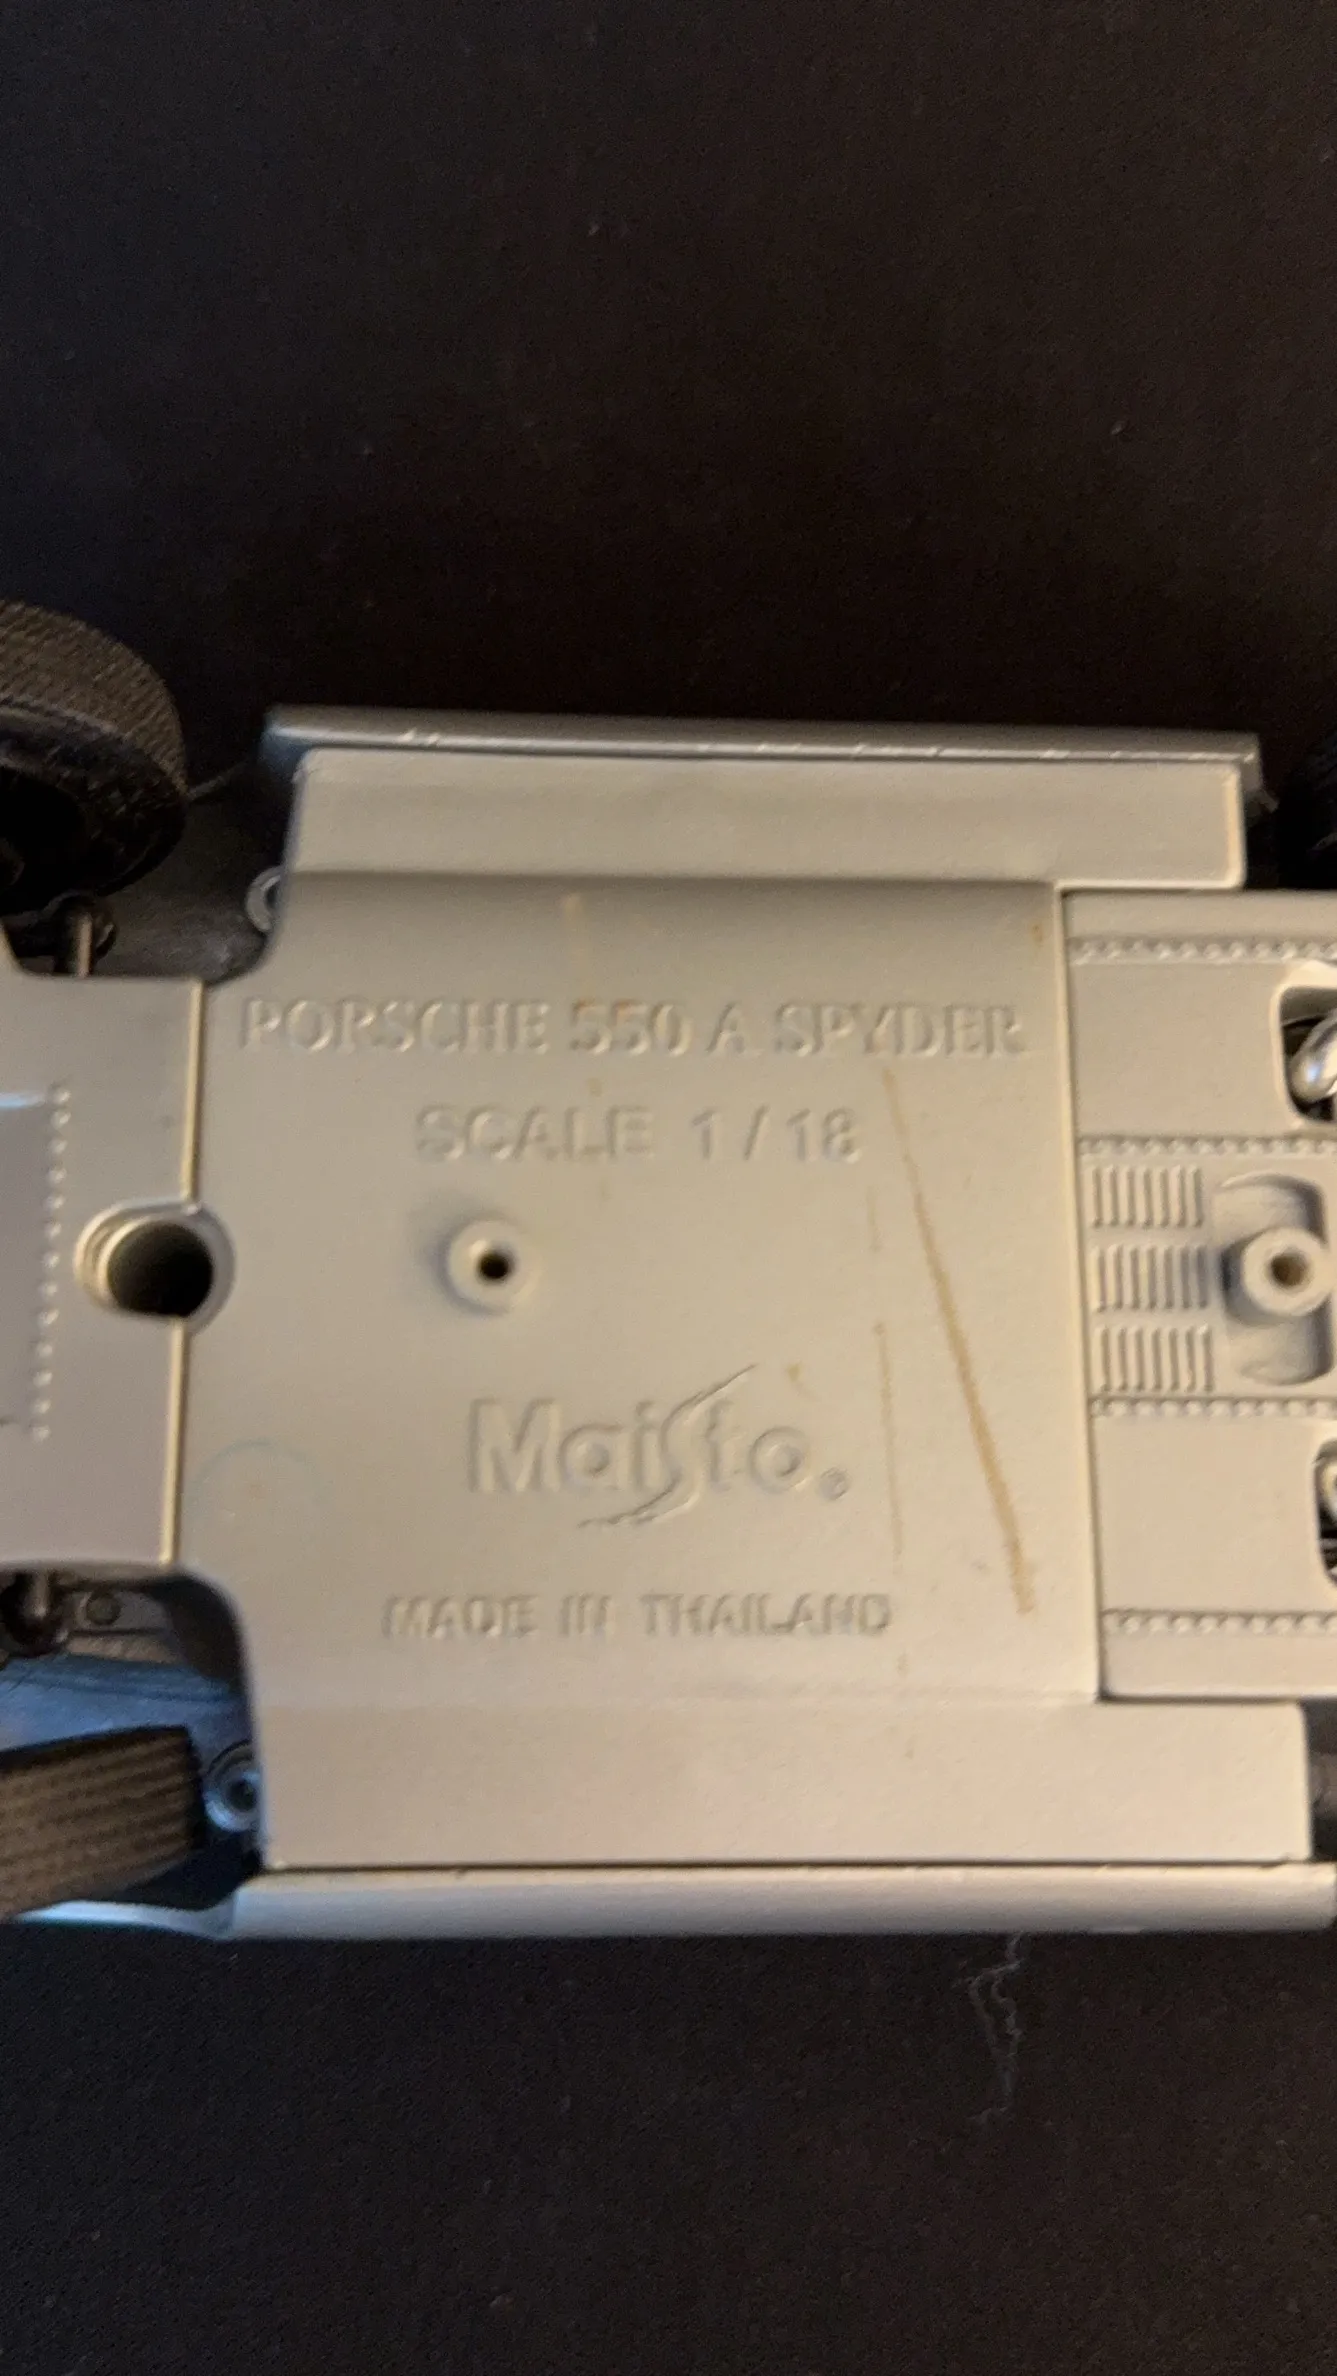 PORSCHE 550 A SPYDER
SCALE 1/18
Maisto®
MADE IN THAILAND